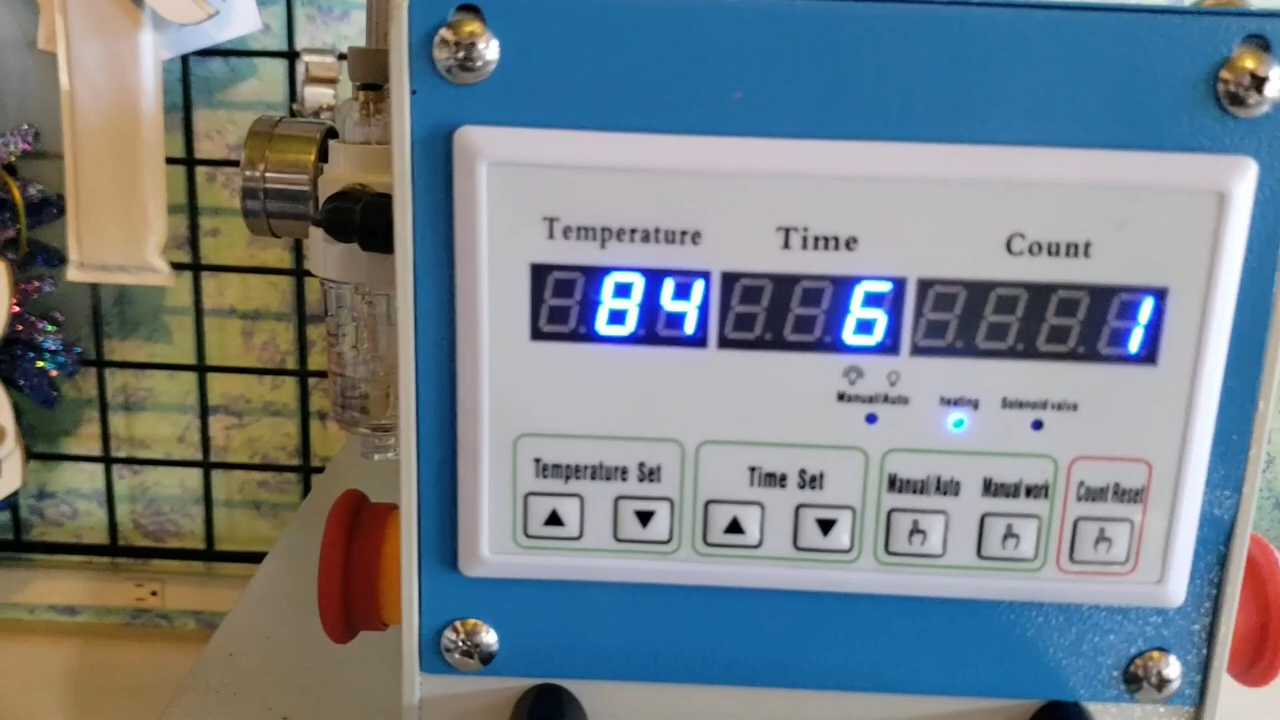 Temperature Time Count
84 6 1
Manual/Auto heating Solenoid valve
Temperature Set Time Set Manual/Auto Manual work Count Reset